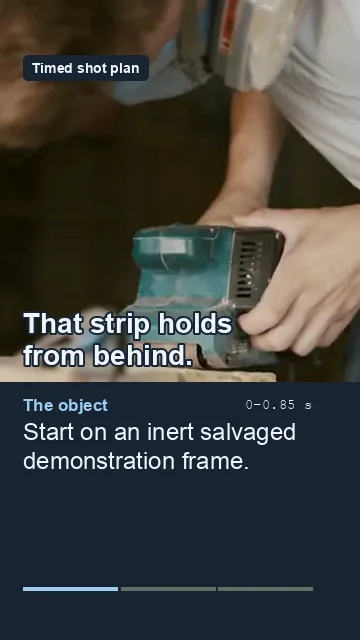 Timed shot plan
That strip holds
from behind.
The object
0–0.85 s
Start on an inert salvaged
demonstration frame.